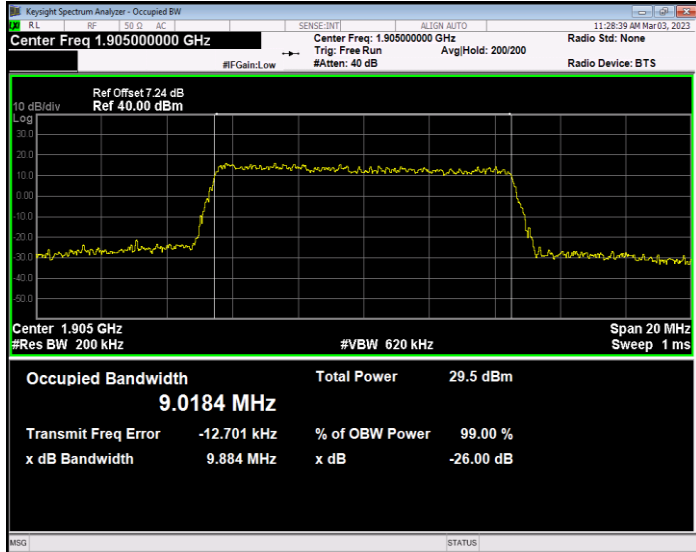 Keysight Spectrum Analyzer - Occupied BW
RL RF 50 Ω AC SENSE:INT ALIGN AUTO 11:28:39 AM Mar 03, 2023
Center Freq 1.905000000 GHz
Center Freq: 1.905000000 GHz
Radio Std: None
Trig: Free Run Avg|Hold: 200/200
#IFGain:Low
#Atten: 40 dB
Radio Device: BTS
Ref Offset 7.24 dB
10 dB/div Ref 40.00 dBm
Log
30.0
20.0
10.0
0.00
-10.0
-20.0
-30.0
-40.0
-50.0
Center 1.905 GHz Span 20 MHz
#Res BW 200 kHz #VBW 620 kHz Sweep 1 ms
Occupied Bandwidth Total Power 29.5 dBm
9.0184 MHz
Transmit Freq Error -12.701 kHz % of OBW Power 99.00 %
x dB Bandwidth 9.884 MHz x dB -26.00 dB
MSG STATUS